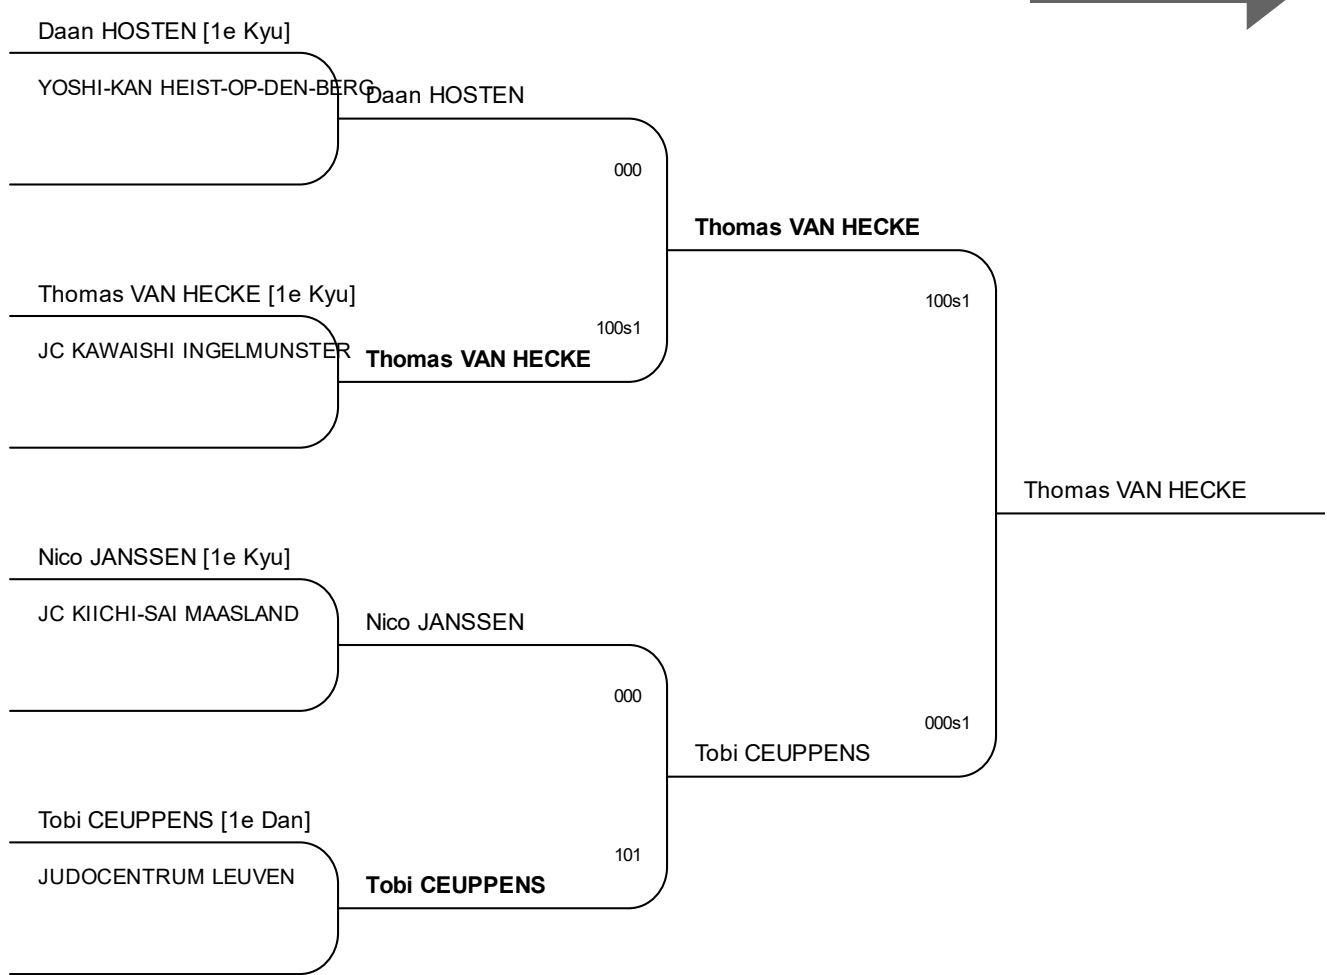 Daan HOSTEN [1e Kyu]
YOSHI-KAN HEIST-OP-DEN-BERG
Daan HOSTEN
000
Thomas VAN HECKE
Thomas VAN HECKE [1e Kyu]
100s1
100s1
JC KAWAISHI INGELMUNSTER
Thomas VAN HECKE
Thomas VAN HECKE
Nico JANSSEN [1e Kyu]
JC KIICHI-SAI MAASLAND
Nico JANSSEN
000
000s1
Tobi CEUPPENS
Tobi CEUPPENS [1e Dan]
101
JUDOCENTRUM LEUVEN
Tobi CEUPPENS